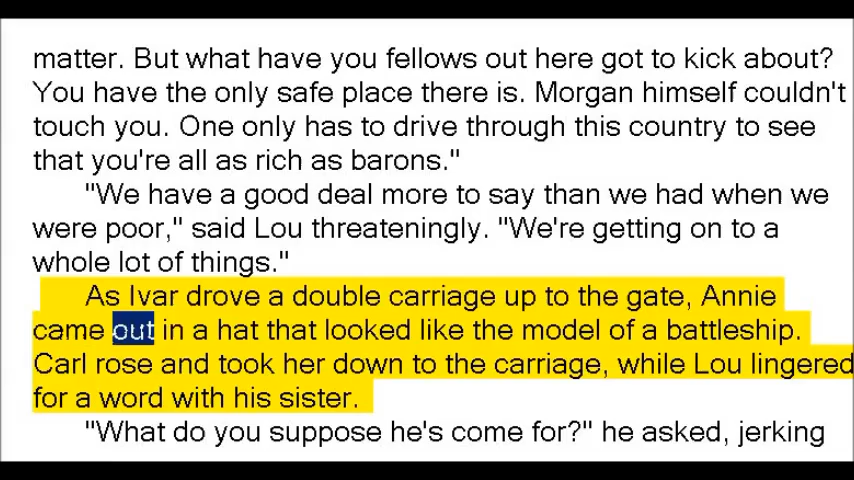 matter. But what have you fellows out here got to kick about?
You have the only safe place there is. Morgan himself couldn't
touch you. One only has to drive through this country to see
that you're all as rich as barons."
"We have a good deal more to say than we had when we
were poor," said Lou threateningly. "We're getting on to a
whole lot of things."
As Ivar drove a double carriage up to the gate, Annie
came out in a hat that looked like the model of a battleship.
Carl rose and took her down to the carriage, while Lou lingered
for a word with his sister.
"What do you suppose he's come for?" he asked, jerking